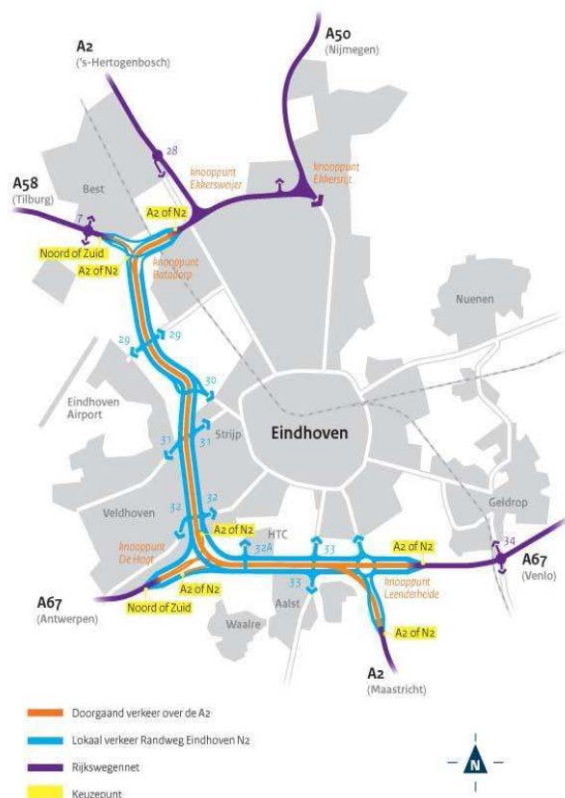 A50
(Nijmegen)
A2
('s-Hertogenbosch)
28
knooppunt
Ekkersweijer
knooppunt
Ekkersrijt
A58
(Tilburg)
Best
7
A2 of N2
Noord of Zuid
A2 of N2
knooppunt
Batadorp
Nuenen
29
29
30
Eindhoven
Airport
31
31
Strijp
Eindhoven
Veldhoven
32
32
Geldrop
HTC
A2 of N2
34
knooppunt
De Hogt
32A
33
A2 of N2
A67
(Venlo)
A2 of N2
33
knooppunt
Leenderheide
A67
(Antwerpen)
Noord of Zuid
Aalst
Waalre
A2 of N2
A2
(Maastricht)
Doorgaand verkeer over de A2
Lokaal verkeer Randweg Eindhoven N2
Rijkswegennet
Keuzepunt
N